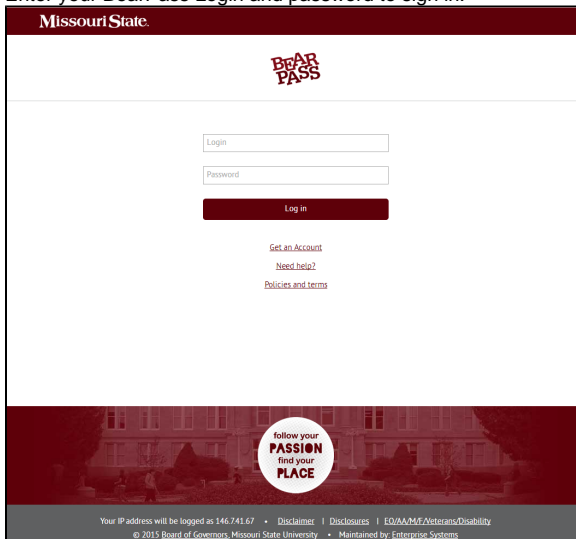 Enter your BearPass Login and password to sign in.
Missouri State.
BEAR
PASS
Login
Password
Log in
Get an Account
Need help?
Policies and terms
follow your
PASSION
find your
PLACE
Your IP address will be logged as 146.7.41.67 • Disclaimer | Disclosures | EO/AA/M/F/Veterans/Disability
© 2015 Board of Governors, Missouri State University • Maintained by: Enterprise Systems